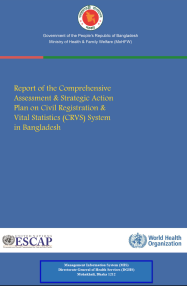 Government of the People's Republic of Bangladesh
Ministry of Health & Family Welfare (MoHFW)
Report of the Comprehensive
Assessment & Strategic Action
Plan on Civil Registration &
Vital Statistics (CRVS) System
in Bangladesh
ESCAP
World Health
Organization
Management Information System (MIS)
Directorate General of Health Services (DGHS)
Mohakhali, Dhaka 1212